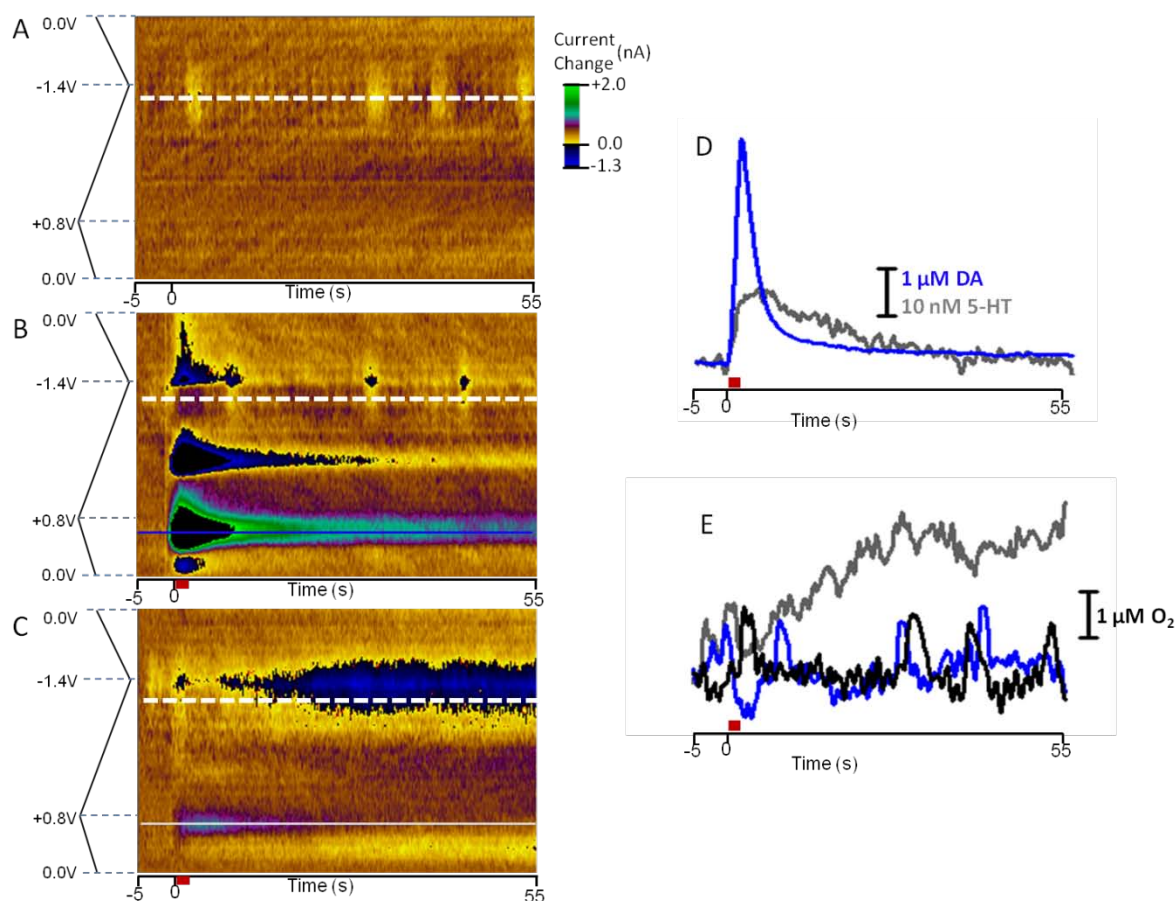 A
0.0V
-1.4V
+0.8V
0.0V
-5
0
Time (s)
55
Current
Change (nA)
+2.0
0.0
-1.3
B
0.0V
-1.4V
+0.8V
0.0V
-5
0
Time (s)
55
C
0.0V
-1.4V
+0.8V
0.0V
-5
0
Time (s)
55
D
1 µM DA
10 nM 5-HT
-5
0
Time (s)
55
E
1 µM O₂
-5
0
Time (s)
55